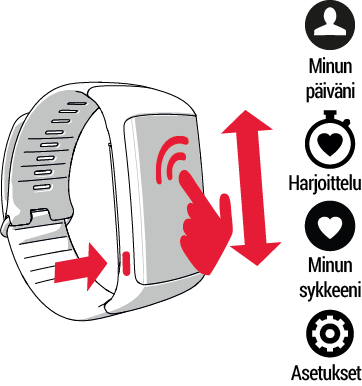 Minun
päiväni
Harjoittelu
Minun
sykkeeni
Asetukset